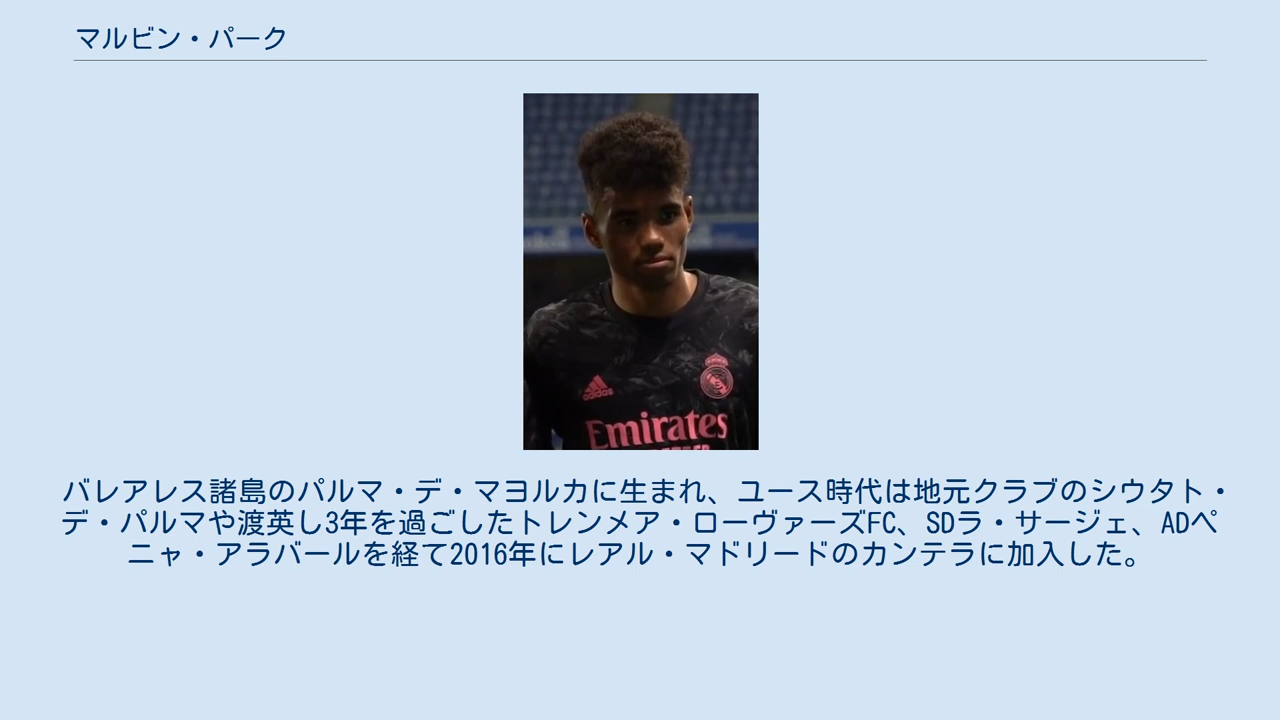 マルビン・パーク
adidas
Emirates
バレアレス諸島のパルマ・デ・マヨルカに生まれ、ユース時代は地元クラブのシウタト・
デ・パルマや渡英し3年を過ごしたトレンメア・ローヴァーズFC、SDラ・サージェ、ADペ
ニャ・アラバールを経て2016年にレアル・マドリードのカンテラに加入した。